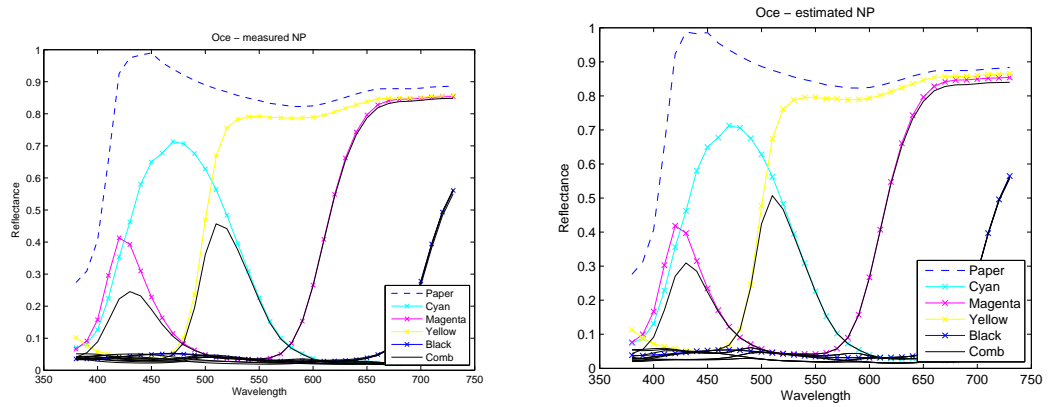 Oce − measured NP
1
0.9
0.8
0.7
0.6
0.5
0.4
0.3
0.2
0.1
0
Reflectance
350 400 450 500 550 600 650 700 750
Wavelength
Paper
Cyan
Magenta
Yellow
Black
Comb
Oce − estimated NP
1
0.9
0.8
0.7
0.6
0.5
0.4
0.3
0.2
0.1
0
Reflectance
350 400 450 500 550 600 650 700 750
Wavelength
Paper
Cyan
Magenta
Yellow
Black
Comb